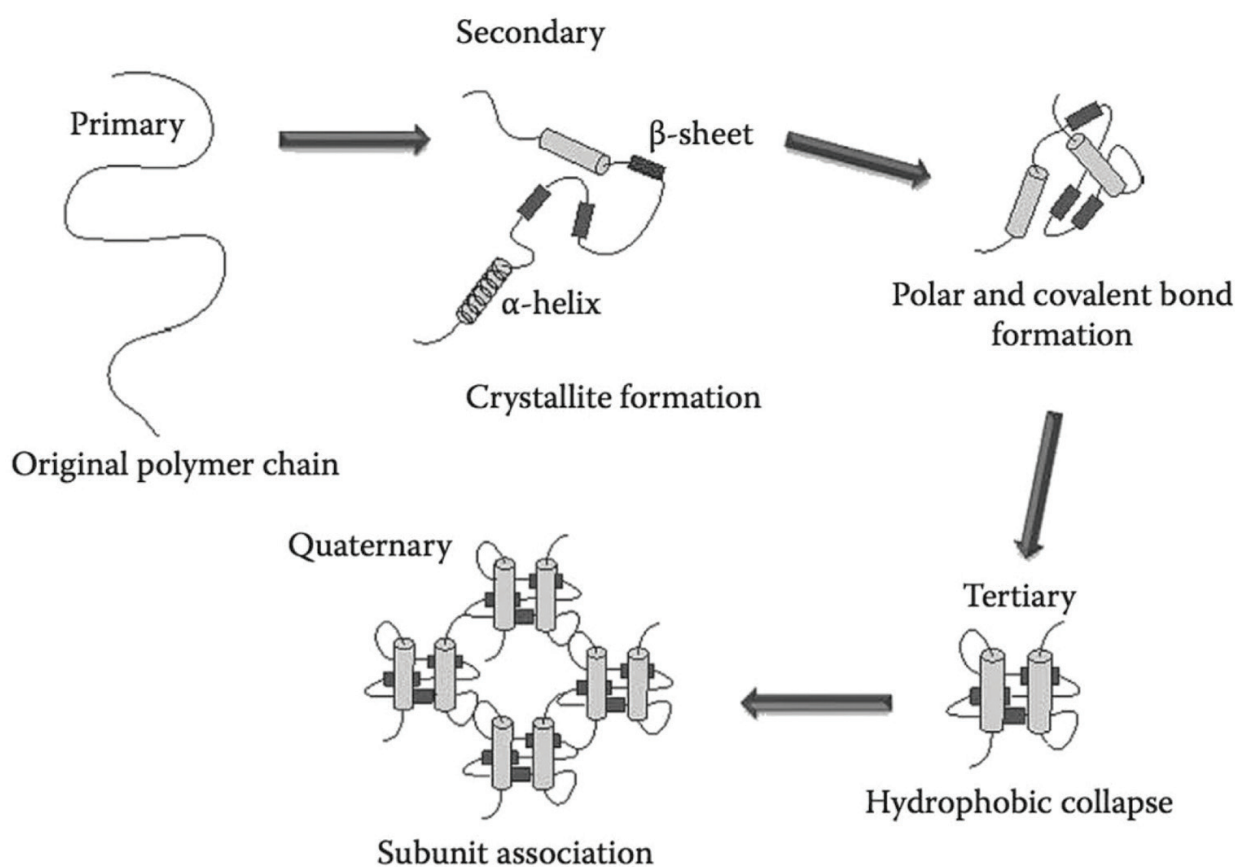 Secondary
Primary
β-sheet
α-helix
Polar and covalent bond
formation
Crystallite formation
Original polymer chain
Quaternary
Tertiary
Hydrophobic collapse
Subunit association